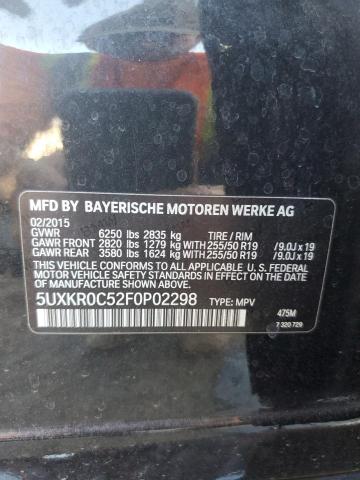 MFD BY BAYERISCHE MOTOREN WERKE AG
02/2015
GVWR 6250 lbs 2835 kg TIRE / RIM
GAWR FRONT 2820 lbs 1279 kg WITH 255/50 R19 / 9.0J x 19
GAWR REAR 3580 lbs 1624 kg WITH 255/50 R19 / 9.0J x 19
THIS VEHICLE CONFORMS TO ALL APPLICABLE U. S. FEDERAL
MOTOR VEHICLE SAFETY STANDARDS IN EFFECT ON
THE DATE OF MANUFACTURE SHOWN ABOVE.
5UXKR0C52F0P02298 TYPE: MPV
475M
7 320 729